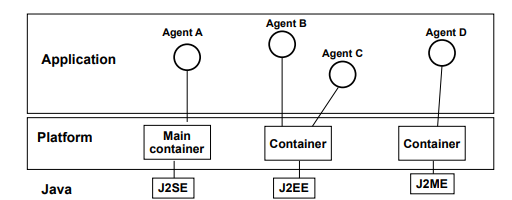 Agent A
Agent B
Agent C
Agent D
Application
Platform
Main
container
Container
Container
Java
J2SE
J2EE
J2ME